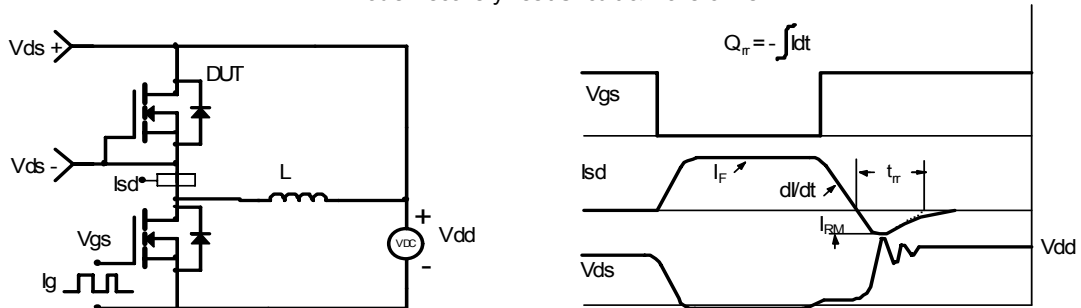 Vds +
DUT
Vds -
Isd
L
Vgs
+
VDC
Vdd
-
Ig
Qrr = - ∫ Idt
Vgs
Isd
IF
dI/dt
trr
IRM
Vdd
Vds